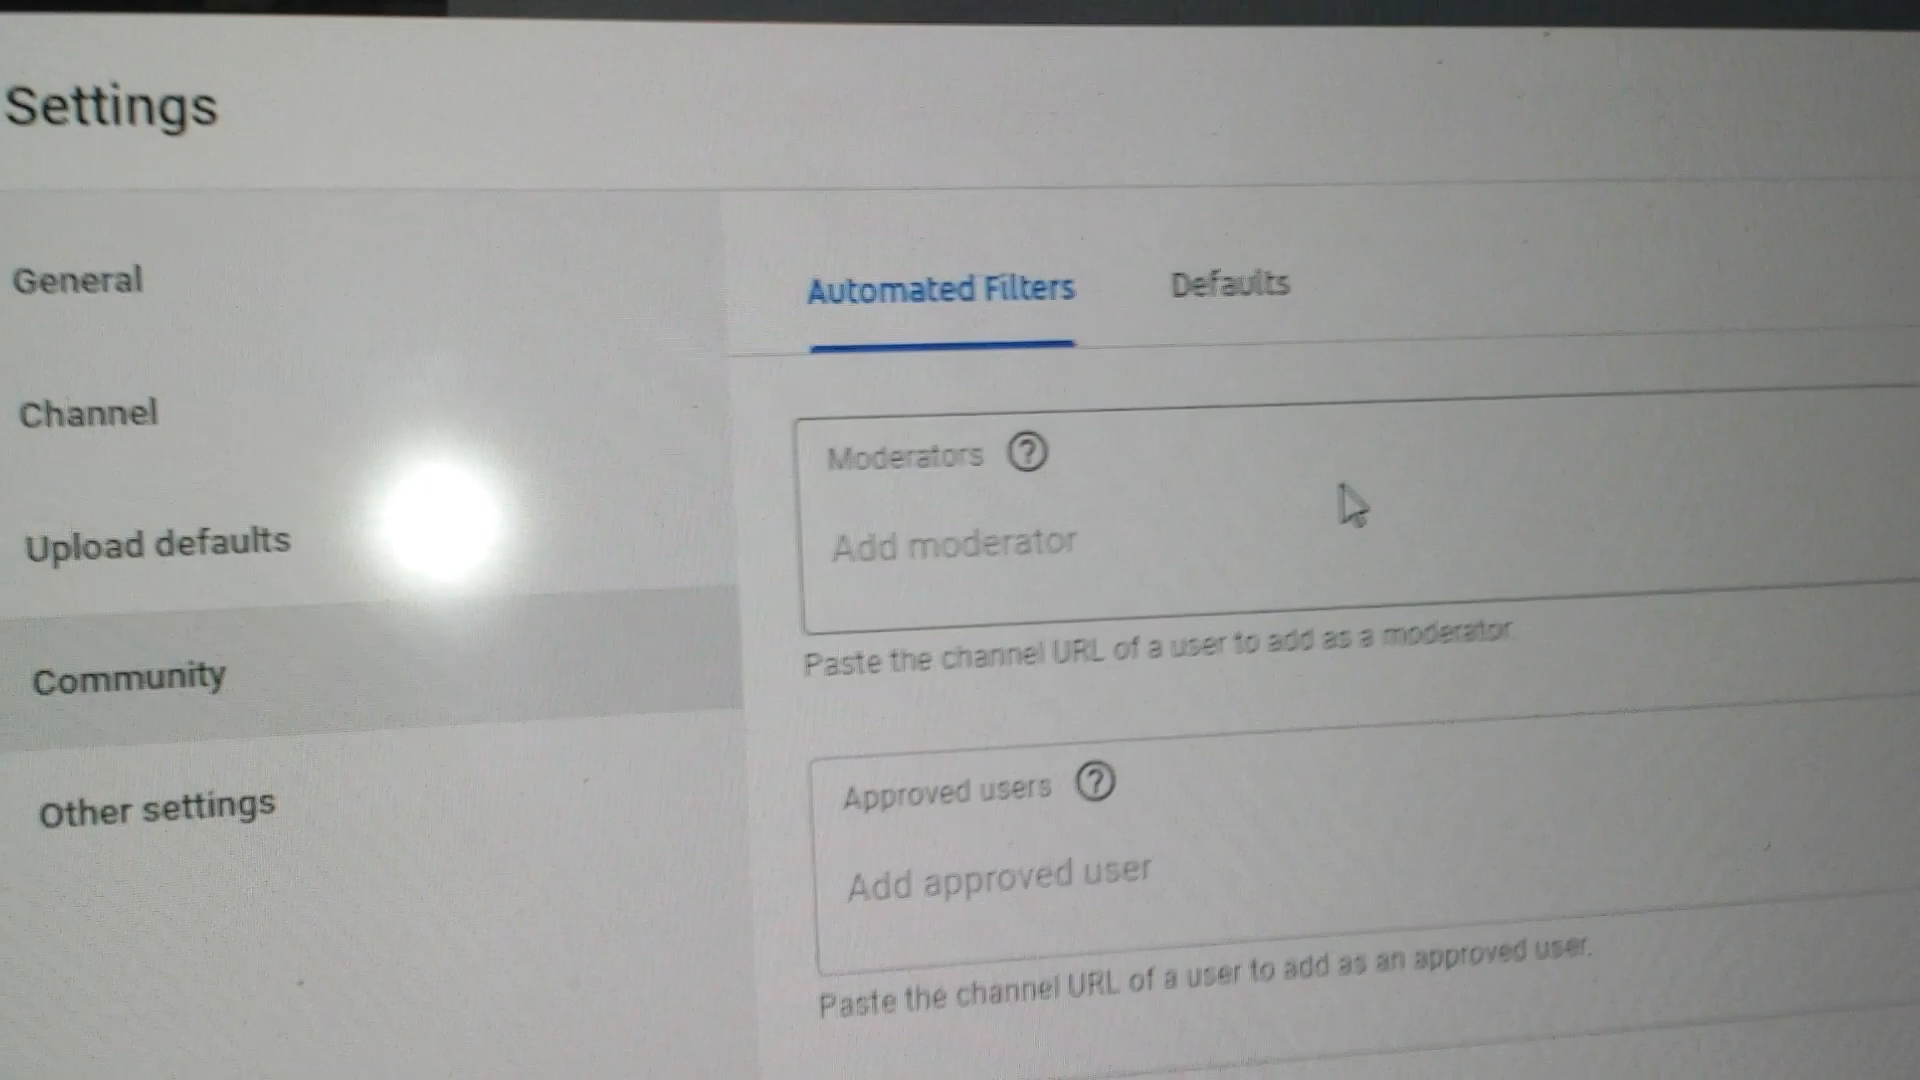 Settings
General
Channel
Upload defaults
Community
Other settings
Automated Filters
Defaults
Moderators ?
Add moderator
Paste the channel URL of a user to add as a moderator.
Approved users ?
Add approved user
Paste the channel URL of a user to add as an approved user.